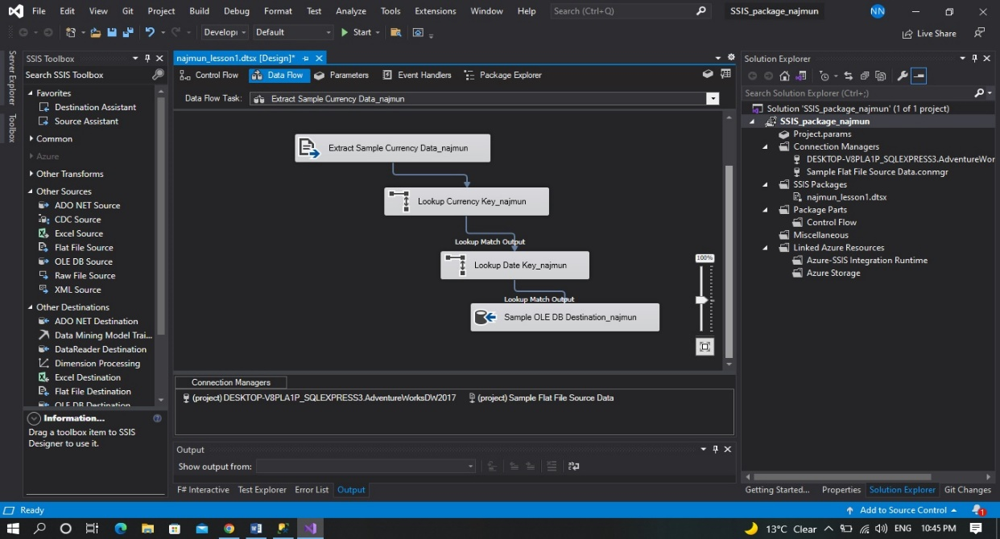 File Edit View Git Project Build Debug Format Test Analyze Tools Extensions Window Help Search (Ctrl+Q) SSIS_package_najmun NN
Developi Default Start Live Share
Server Explorer
Toolbox
SSIS Toolbox
Search SSIS Toolbox
Favorites
Destination Assistant
Source Assistant
Common
Azure
Other Transforms
Other Sources
ADO NET Source
CDC Source
Excel Source
Flat File Source
OLE DB Source
Raw File Source
XML Source
Other Destinations
ADO NET Destination
Data Mining Model Trai...
DataReader Destination
Dimension Processing
Excel Destination
Flat File Destination
OLE DB Destination
Information...
Drag a toolbox item to SSIS
Designer to use it.
najmun_lesson1.dtsx [Design]*
Control Flow Data Flow Parameters Event Handlers Package Explorer
Data Flow Task: Extract Sample Currency Data_najmun
Extract Sample Currency Data_najmun
Lookup Currency Key_najmun
Lookup Match Output
Lookup Date Key_najmun
Lookup Match Output
Sample OLE DB Destination_najmun
100%
Connection Managers
(project) DESKTOP-V8PLA1P_SQLEXPRESS3.AdventureWorksDW2017 (project) Sample Flat File Source Data
Output
Show output from:
F# Interactive Test Explorer Error List Output
Solution Explorer
Search Solution Explorer (Ctrl+;)
Solution 'SSIS_package_najmun' (1 of 1 project)
SSIS_package_najmun
Project.params
Connection Managers
DESKTOP-V8PLA1P_SQLEXPRESS3.AdventureWor
Sample Flat File Source Data.conmgr
SSIS Packages
najmun_lesson1.dtsx
Package Parts
Control Flow
Miscellaneous
Linked Azure Resources
Azure-SSIS Integration Runtime
Azure Storage
Getting Started... Properties Solution Explorer Git Changes
Ready Add to Source Control 1
13°C Clear ENG 10:45 PM